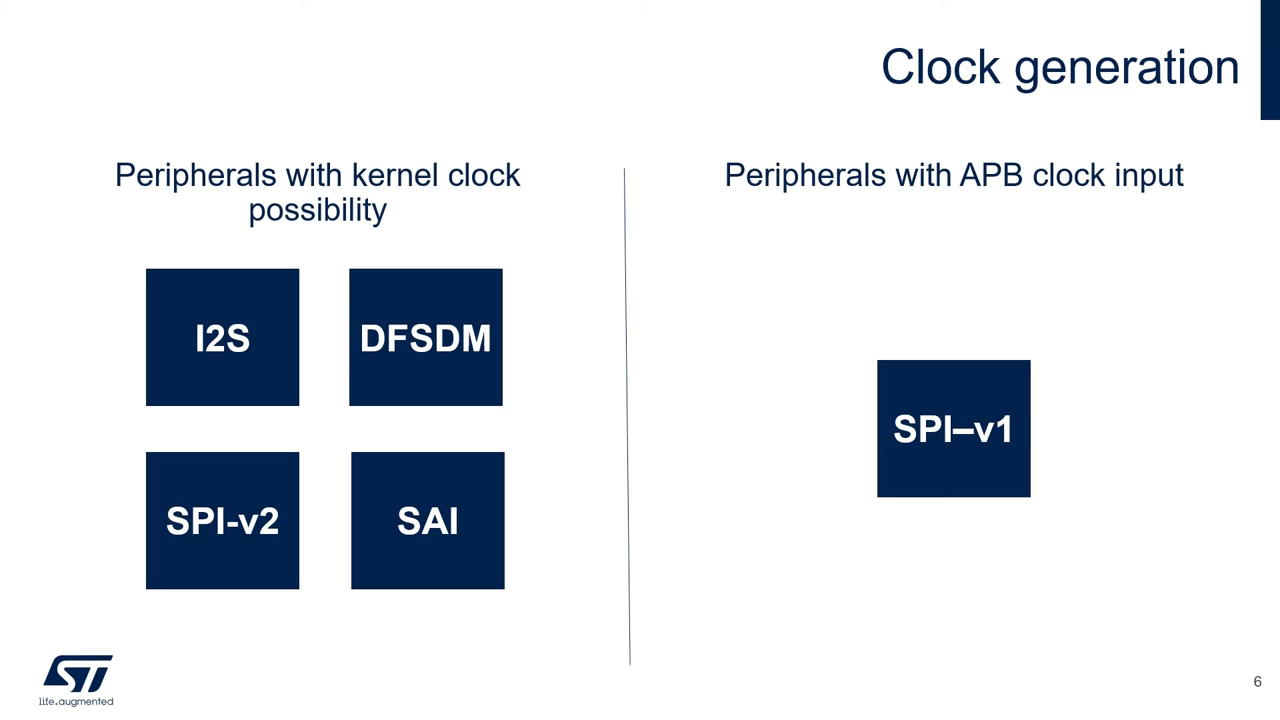 Clock generation
Peripherals with kernel clock
possibility
I2S
DFSDM
SPI-v2
SAI
Peripherals with APB clock input
SPI–v1
ST
life.augmented
6